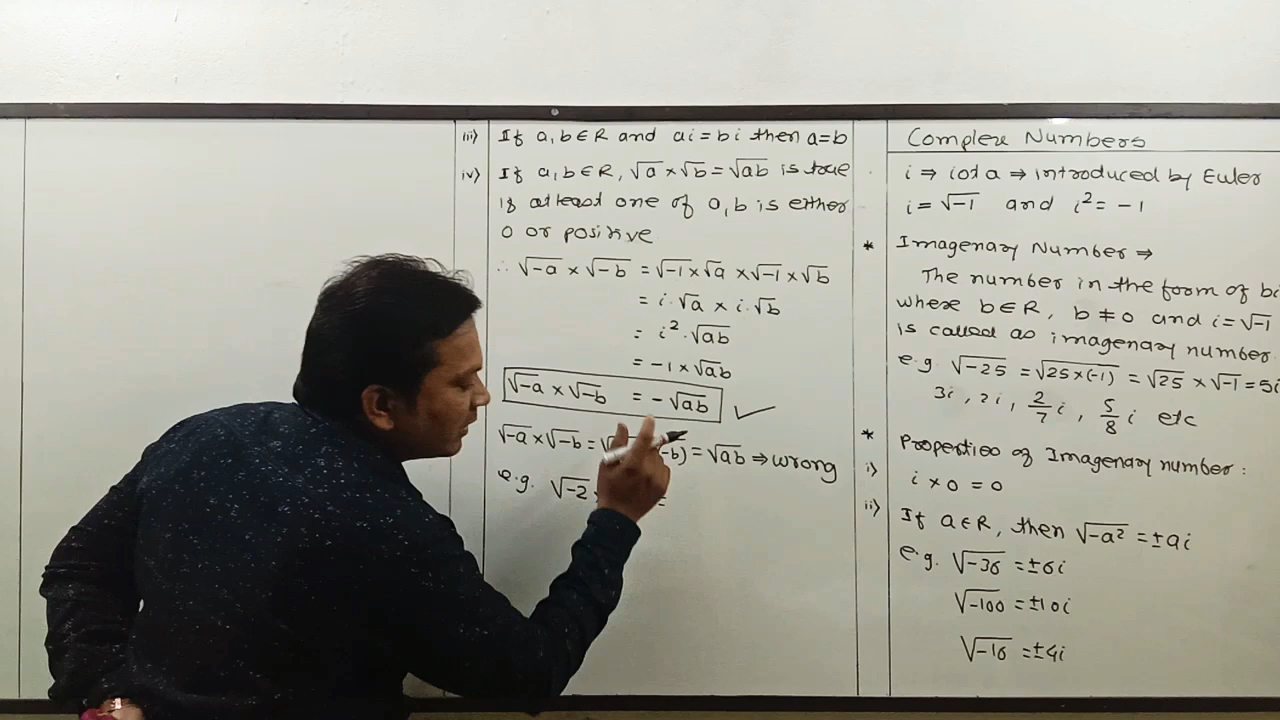 Complex Numbers
i ⇒ iota ⇒ introduced by Euler
i = √-1 and i² = -1
* Imagenary Number ⇒
The number in the form of bi
where b∈R, b ≠ 0 and i = √-1
is called as imagenary number.
e.g. √-25 = √25×(-1) = √25 × √-1 = 5i
3i, 2i, 2/7 i, 5/8 i etc
* Properties of Imagenary number:
i) i × 0 = 0
ii) If a∈R, then √-a² = ±ai
e.g. √-36 = ±6i
√-100 = ±10i
√-16 = ±4i
iii) If a, b∈R and ai = bi then a=b
iv) If a, b∈R, √a × √b = √ab is true
if atleast one of a, b is either
0 or positive
∴ √-a × √-b = √-1 × √a × √-1 × √b
= i·√a × i·√b
= i²·√ab
= -1 × √ab
√-a × √-b = -√ab ✓
√-a × √-b = √ -b) = √ab ⇒ wrong
e.g. √-2 =